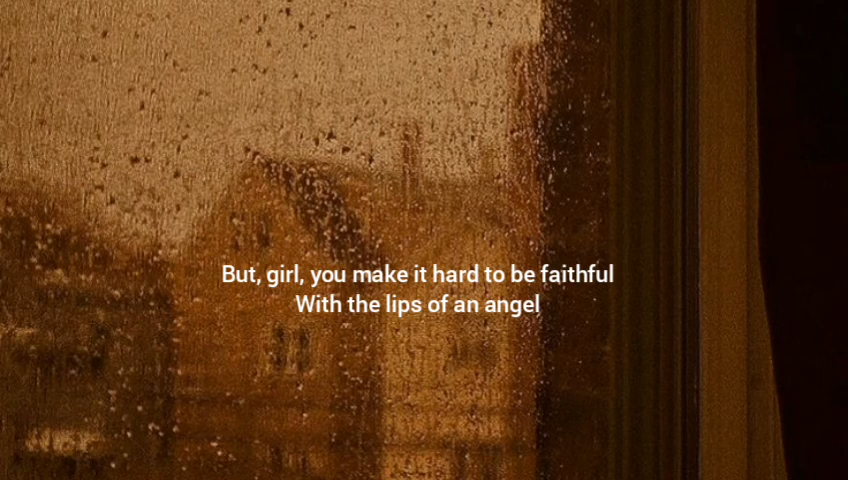 But, girl, you make it hard to be faithful
With the lips of an angel